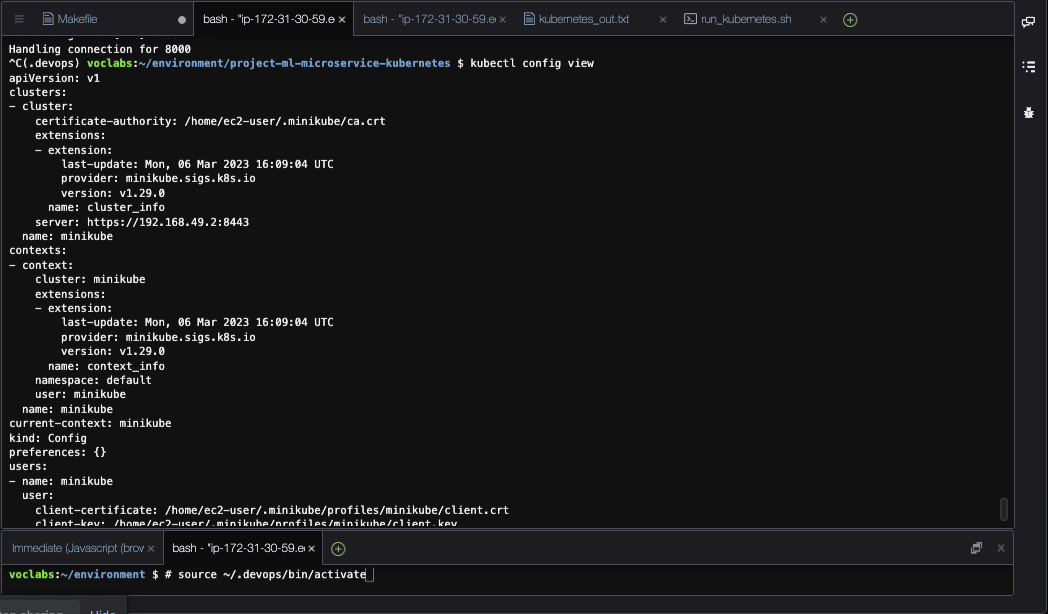 Makefile
bash - "ip-172-31-30-59.e
bash - "ip-172-31-30-59.e
kubernetes_out.txt
run_kubernetes.sh
Handling connection for 8000
^C(.devops) voclabs:~/environment/project-ml-microservice-kubernetes $ kubectl config view
apiVersion: v1
clusters:
- cluster:
    certificate-authority: /home/ec2-user/.minikube/ca.crt
    extensions:
    - extension:
        last-update: Mon, 06 Mar 2023 16:09:04 UTC
        provider: minikube.sigs.k8s.io
        version: v1.29.0
      name: cluster_info
    server: https://192.168.49.2:8443
  name: minikube
contexts:
- context:
    cluster: minikube
    extensions:
    - extension:
        last-update: Mon, 06 Mar 2023 16:09:04 UTC
        provider: minikube.sigs.k8s.io
        version: v1.29.0
      name: context_info
    namespace: default
    user: minikube
  name: minikube
current-context: minikube
kind: Config
preferences: {}
users:
- name: minikube
  user:
    client-certificate: /home/ec2-user/.minikube/profiles/minikube/client.crt
    client-key: /home/ec2-user/.minikube/profiles/minikube/client.key
Immediate (Javascript (brov
bash - "ip-172-31-30-59.e
voclabs:~/environment $ # source ~/.devops/bin/activate
sharing
Hide